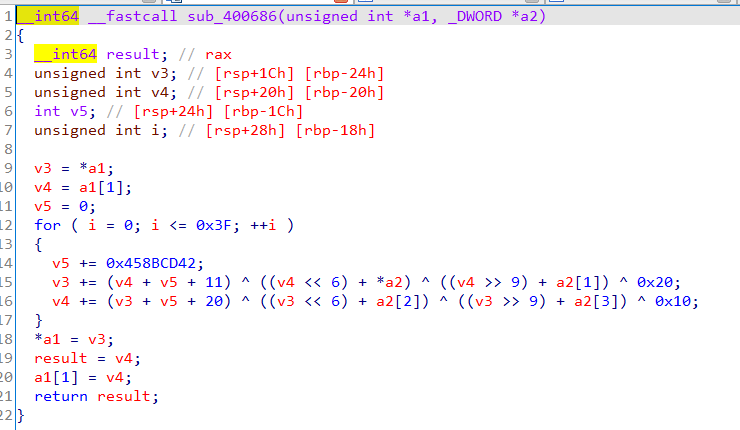 1 __int64 __fastcall sub_400686(unsigned int *a1, _DWORD *a2)
2 {
3   __int64 result; // rax
4   unsigned int v3; // [rsp+1Ch] [rbp-24h]
5   unsigned int v4; // [rsp+20h] [rbp-20h]
6   int v5; // [rsp+24h] [rbp-1Ch]
7   unsigned int i; // [rsp+28h] [rbp-18h]
8
9   v3 = *a1;
10   v4 = a1[1];
11   v5 = 0;
12   for ( i = 0; i <= 0x3F; ++i )
13   {
14     v5 += 0x458BCD42;
15     v3 += (v4 + v5 + 11) ^ ((v4 << 6) + *a2) ^ ((v4 >> 9) + a2[1]) ^ 0x20;
16     v4 += (v3 + v5 + 20) ^ ((v3 << 6) + a2[2]) ^ ((v3 >> 9) + a2[3]) ^ 0x10;
17   }
18   *a1 = v3;
19   result = v4;
20   a1[1] = v4;
21   return result;
22 }